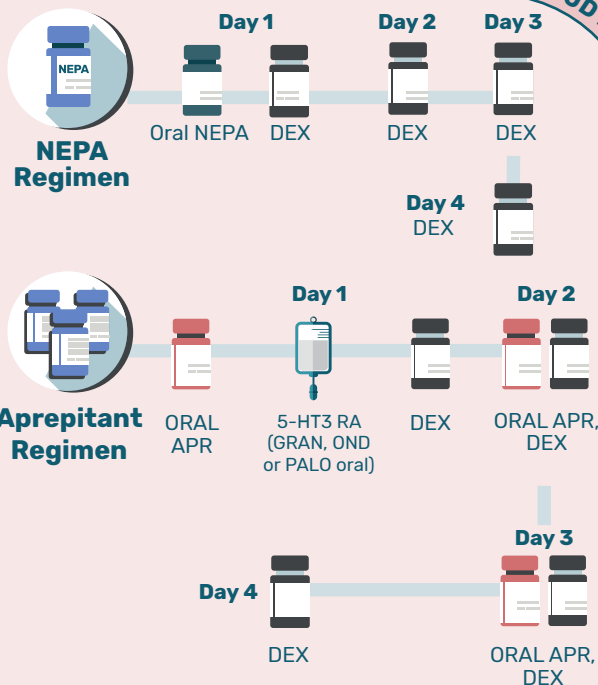 Day 1
Day 2
Day 3
NEPA
Oral NEPA
DEX
DEX
DEX
NEPA
Regimen
Day 4
DEX
Day 1
Day 2
Aprepitant
Regimen
ORAL
APR
5-HT3 RA
(GRAN, OND
or PALO oral)
DEX
ORAL APR,
DEX
Day 3
Day 4
DEX
ORAL APR,
DEX